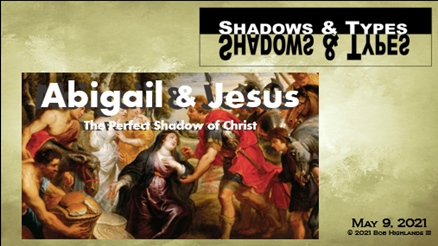 Shadows & Types
Shadows & Types
Abigail & Jesus
The Perfect Shadow of Christ
May 9, 2021
© 2021 Bob Highlands III